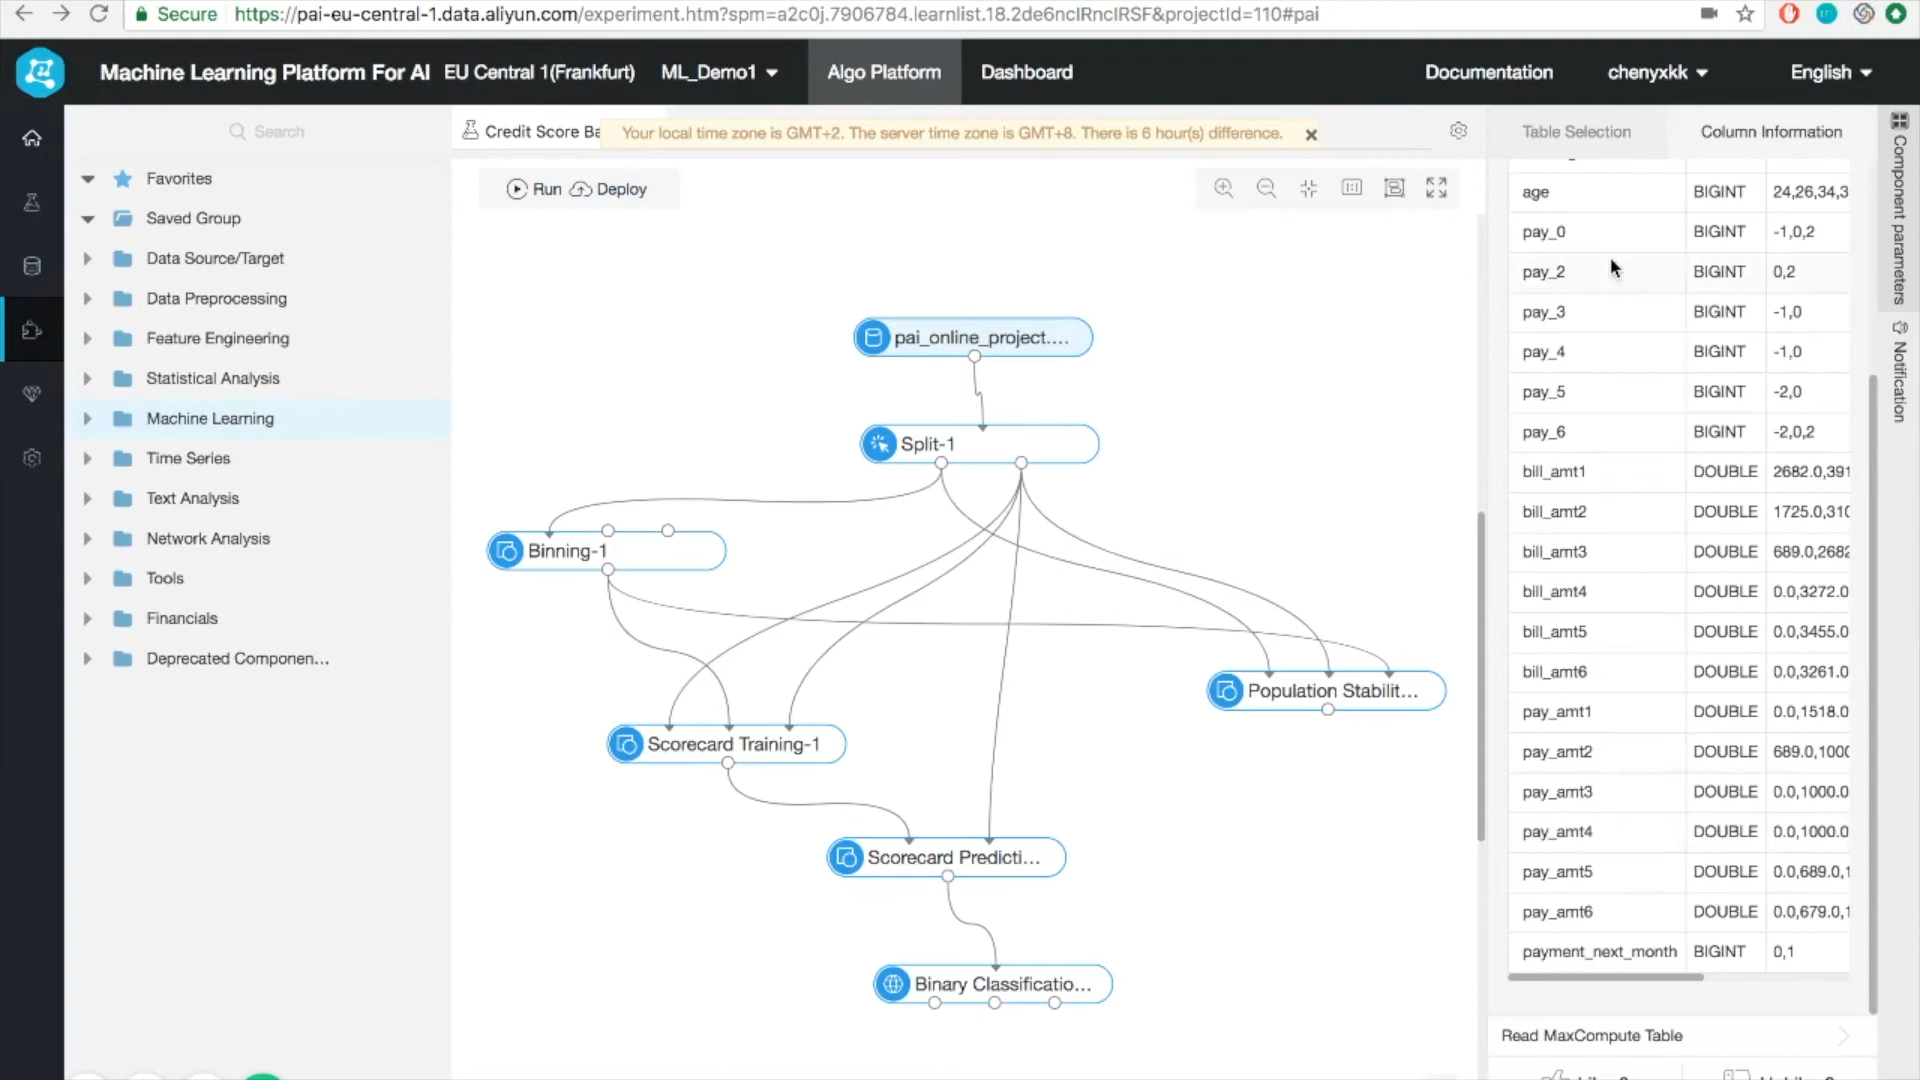 Secure https://pai-eu-central-1.data.aliyun.com/experiment.htm?spm=a2c0j.7906784.learnlist.18.2de6ncIRncIRSF&projectId=110#pai
Machine Learning Platform For AI EU Central 1(Frankfurt) ML_Demo1 Algo Platform Dashboard Documentation chenyxkk English
Search
Favorites
Saved Group
Data Source/Target
Data Preprocessing
Feature Engineering
Statistical Analysis
Machine Learning
Time Series
Text Analysis
Network Analysis
Tools
Financials
Deprecated Componen...
Credit Score Ba
Your local time zone is GMT+2. The server time zone is GMT+8. There is 6 hour(s) difference.
Run Deploy
pai_online_project....
Split-1
Binning-1
Population Stabilit...
Scorecard Training-1
Scorecard Predicti...
Binary Classificatio...
Table Selection Column Information
age BIGINT 24,26,34,3
pay_0 BIGINT -1,0,2
pay_2 BIGINT 0,2
pay_3 BIGINT -1,0
pay_4 BIGINT -1,0
pay_5 BIGINT -2,0
pay_6 BIGINT -2,0,2
bill_amt1 DOUBLE 2682.0,391
bill_amt2 DOUBLE 1725.0,310
bill_amt3 DOUBLE 689.0,2682
bill_amt4 DOUBLE 0.0,3272.0
bill_amt5 DOUBLE 0.0,3455.0
bill_amt6 DOUBLE 0.0,3261.0
pay_amt1 DOUBLE 0.0,1518.0
pay_amt2 DOUBLE 689.0,1000
pay_amt3 DOUBLE 0.0,1000.0
pay_amt4 DOUBLE 0.0,1000.0
pay_amt5 DOUBLE 0.0,689.0,1
pay_amt6 DOUBLE 0.0,679.0,1
payment_next_month BIGINT 0,1
Read MaxCompute Table
Component parameters
Notification